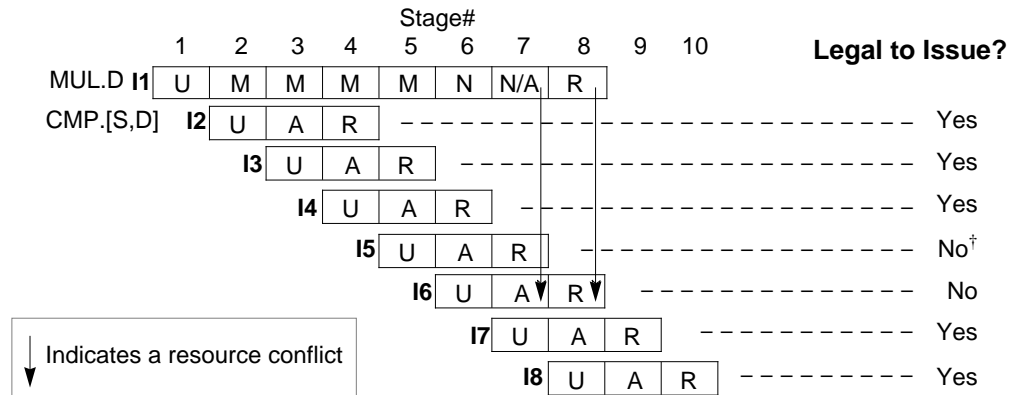 Stage#
1 2 3 4 5 6 7 8 9 10 Legal to Issue?
MUL.D I1 U M M M M N N/A R
CMP.[S,D] I2 U A R Yes
I3 U A R Yes
I4 U A R Yes
I5 U A R No†
I6 U A R No
I7 U A R Yes
Indicates a resource conflict
I8 U A R Yes